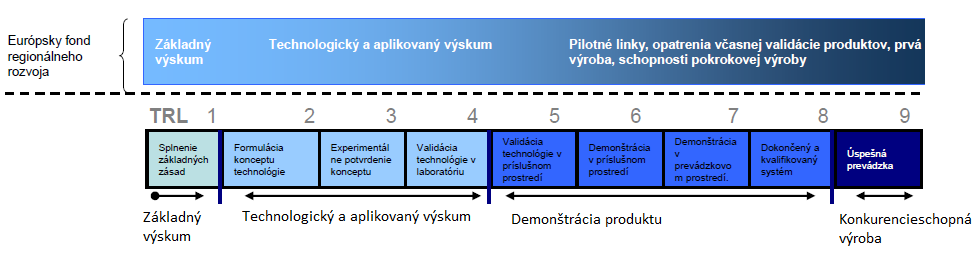 Európsky fond
regionálneho
rozvoja
Základný
výskum
Technologický a aplikovaný výskum
Pilotné linky, opatrenia včasnej validácie produktov, prvá
výroba, schopnosti pokrokovej výroby
TRL 1 2 3 4 5 6 7 8 9
Splnenie
základných
zásad
Formulácia
konceptu
technológie
Experimentál
ne potvrdenie
konceptu
Validácia
technológie v
laboratóriu
Validácia
technológie v
príslušnom
prostredí
Demonštrácia
v príslušnom
prostredí
Demonštrácia
v
prevádzkovo
m prostredí.
Dokončený a
kvalifikovaný
systém
Úspešná
prevádzka
Základný
výskum
Technologický a aplikovaný výskum
Demonštrácia produktu
Konkurencieschopná
výroba